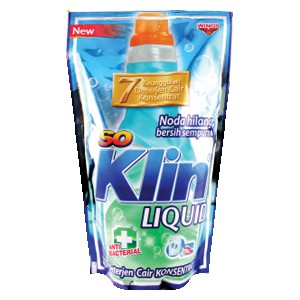 New
WINGS
7 Keunggulan
Deterjen Cair
Konsentrat
Noda hilang
bersih sempurna
SO
Klin
LIQUID
ANTI
BACTERIAL
Deterjen Cair KONSENTRAT